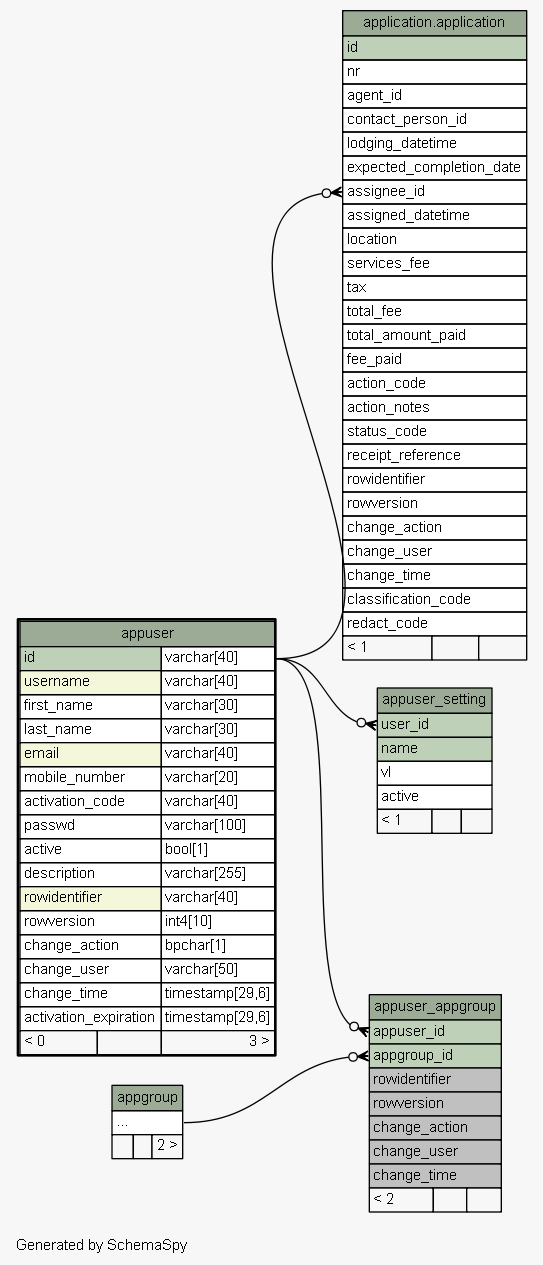 application.application
id
nr
agent_id
contact_person_id
lodging_datetime
expected_completion_date
assignee_id
assigned_datetime
location
services_fee
tax
total_fee
total_amount_paid
fee_paid
action_code
action_notes
status_code
receipt_reference
rowidentifier
rowversion
change_action
change_user
change_time
classification_code
redact_code
< 1
appuser
id varchar[40]
username varchar[40]
first_name varchar[30]
last_name varchar[30]
email varchar[40]
mobile_number varchar[20]
activation_code varchar[40]
passwd varchar[100]
active bool[1]
description varchar[255]
rowidentifier varchar[40]
rowversion int4[10]
change_action bpchar[1]
change_user varchar[50]
change_time timestamp[29,6]
activation_expiration timestamp[29,6]
< 0 3 >
appuser_setting
user_id
name
vl
active
< 1
appuser_appgroup
appuser_id
appgroup_id
rowidentifier
rowversion
change_action
change_user
change_time
< 2
appgroup
...
2 >
Generated by SchemaSpy